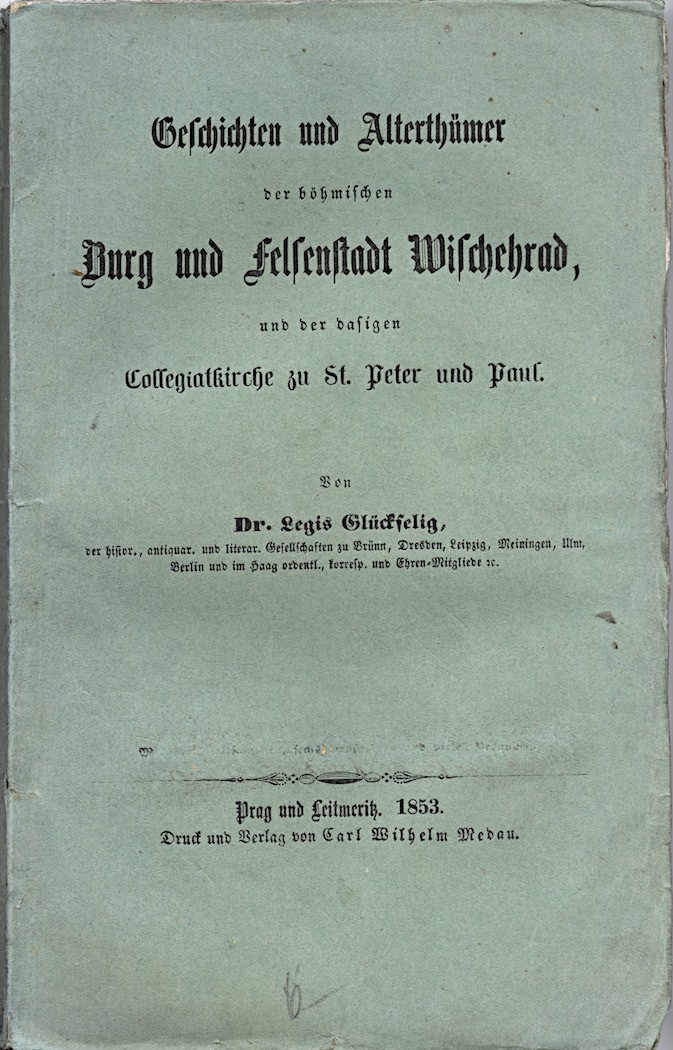 Geschichten und Alterthümer
der böhmischen
Burg und Felsenstadt Wischehrad,
und der dasigen
Collegiatkirche zu St. Peter und Paul.
Von
Dr. Legis Glückselig,
der histor., antiquar. und literar. Gesellschaften zu Brünn, Dresden, Leipzig, Meiningen, Ulm,
Berlin und im Haag ordentl., korresp. und Ehren-Mitgliede ꝛc.
Prag und Leitmeritz. 1853.
Druck und Verlag von Carl Wilhelm Medau.